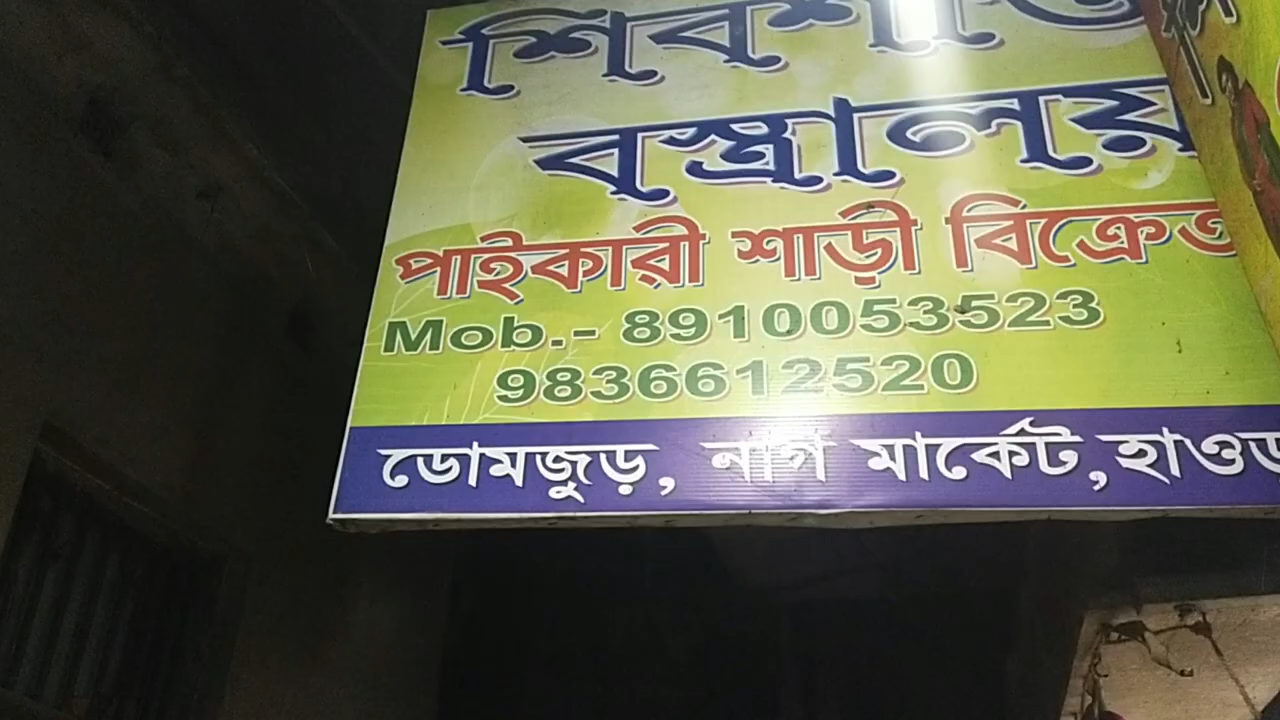 বস্ত্রালয়
পাইকারী শাড়ী
Mob.- 8910053523
9836612520
ডোমজুড়, নাগ মার্কেট,